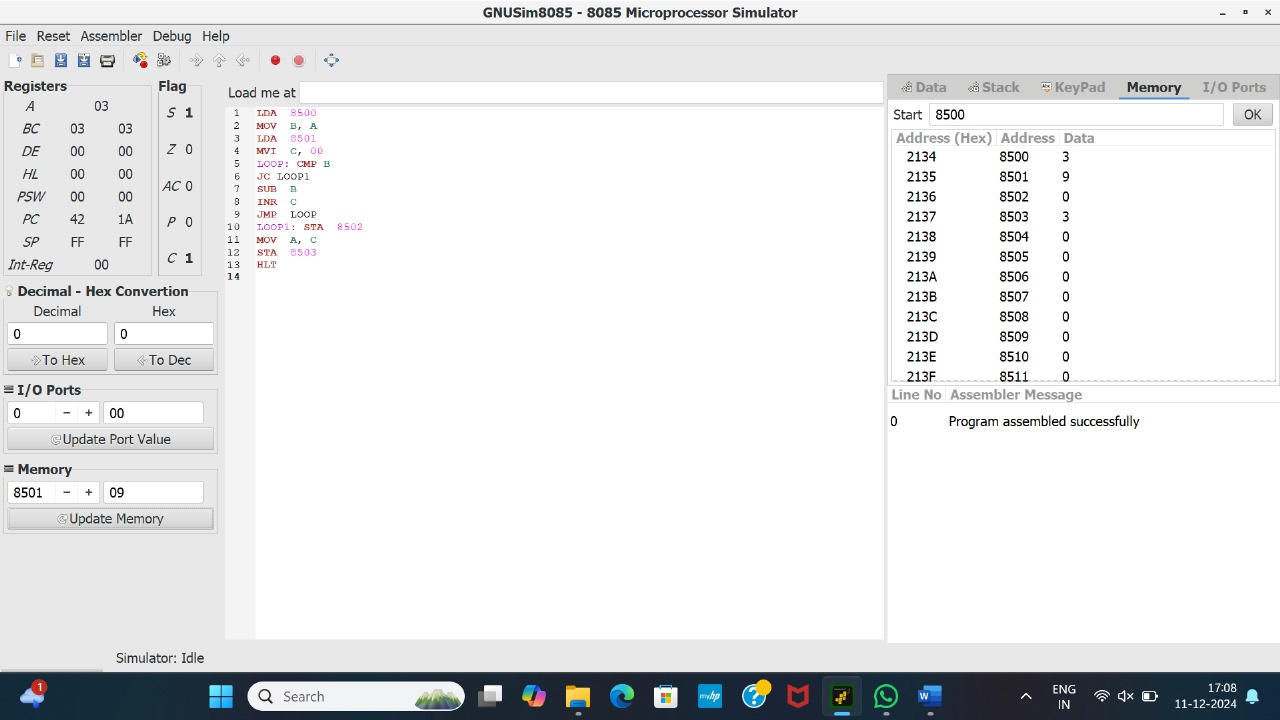 GNUSim8085 - 8085 Microprocessor Simulator
File Reset Assembler Debug Help
Registers
A 03
BC 03 03
DE 00 00
HL 00 00
PSW 00 00
PC 42 1A
SP FF FF
Int-Reg 00
Flag
S 1
Z 0
AC 0
P 0
C 1
Decimal - Hex Convertion
Decimal Hex
0 0
To Hex To Dec
I/O Ports
0 − + 00
Update Port Value
Memory
8501 − + 09
Update Memory
Load me at
1 LDA 8500
2 MOV B, A
3 LDA 8501
4 MVI C, 00
5 LOOP: CMP B
6 JC LOOP1
7 SUB B
8 INR C
9 JMP LOOP
10 LOOP1: STA 8502
11 MOV A, C
12 STA 8503
13 HLT
14
Data Stack KeyPad Memory I/O Ports
Start 8500 OK
Address (Hex) Address Data
2134 8500 3
2135 8501 9
2136 8502 0
2137 8503 3
2138 8504 0
2139 8505 0
213A 8506 0
213B 8507 0
213C 8508 0
213D 8509 0
213E 8510 0
213F 8511 0
Line No Assembler Message
0 Program assembled successfully
Simulator: Idle
1
Search
myhp
ENG
IN
17:08
11-12-2024